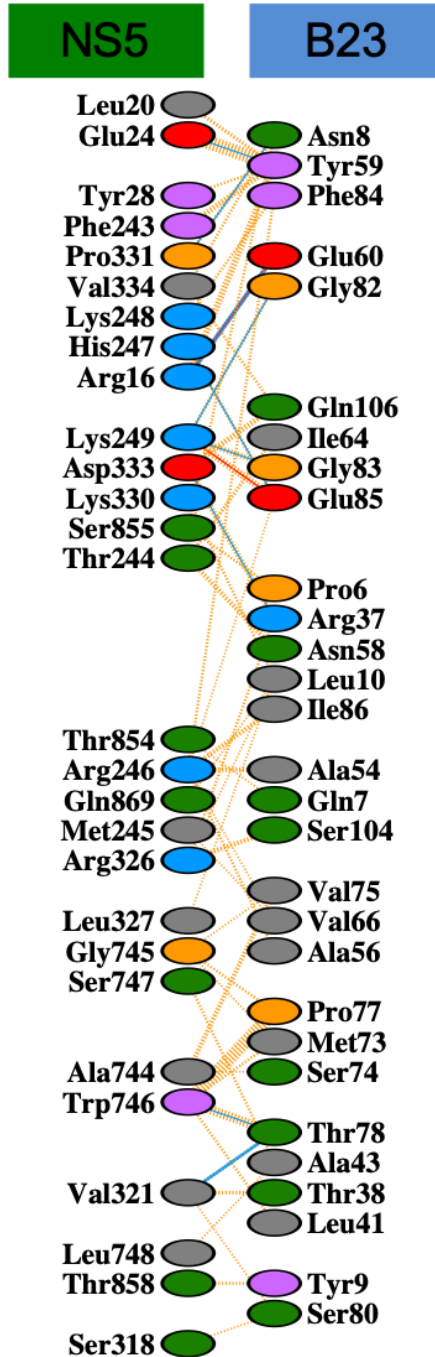 NS5 B23
Leu20
Glu24 Asn8
Tyr59
Tyr28 Phe84
Phe243
Pro331 Glu60
Val334 Gly82
Lys248
His247
Arg16
Gln106
Lys249 Ile64
Asp333 Gly83
Lys330 Glu85
Ser855
Thr244
Pro6
Arg37
Asn58
Leu10
Ile86
Thr854
Arg246 Ala54
Gln869 Gln7
Met245 Ser104
Arg326
Val75
Leu327 Val66
Gly745 Ala56
Ser747
Pro77
Met73
Ala744 Ser74
Trp746
Thr78
Ala43
Val321 Thr38
Leu41
Leu748
Thr858 Tyr9
Ser80
Ser318